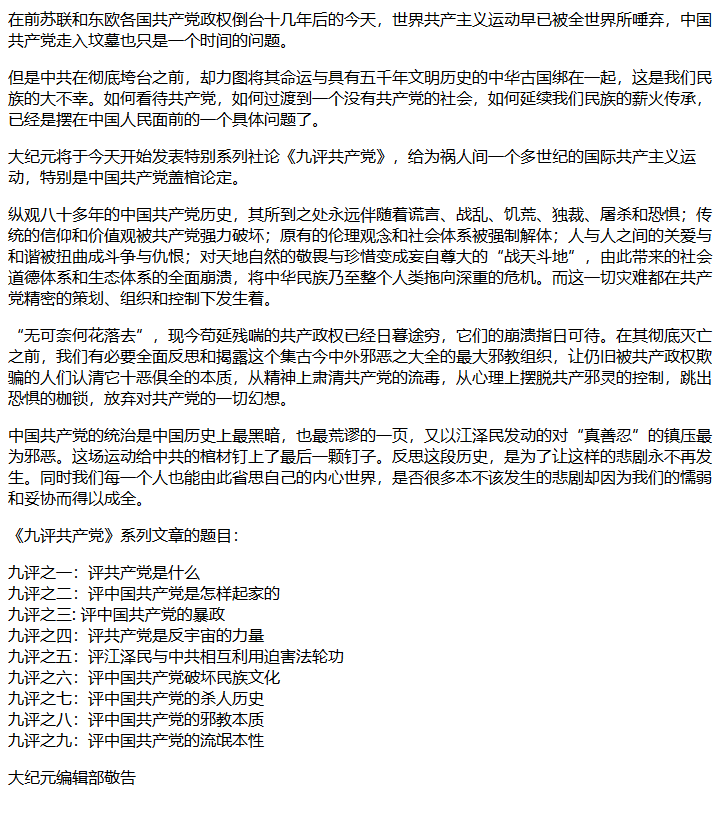 在前苏联和东欧各国共产党政权倒台十几年后的今天，世界共产主义运动早已被全世界所唾弃，中国
共产党走入坟墓也只是一个时间的问题。
但是中共在彻底垮台之前，却力图将其命运与具有五千年文明历史的中华古国绑在一起，这是我们民
族的大不幸。如何看待共产党，如何过渡到一个没有共产党的社会，如何延续我们民族的薪火传承，
已经是摆在中国人民面前的一个具体问题了。
大纪元将于今天开始发表特别系列社论《九评共产党》，给为祸人间一个多世纪的国际共产主义运
动，特别是中国共产党盖棺论定。
纵观八十多年的中国共产党历史，其所到之处永远伴随着谎言、战乱、饥荒、独裁、屠杀和恐惧；传
统的信仰和价值观被共产党强力破坏；原有的伦理观念和社会体系被强制解体；人与人之间的关爱与
和谐被扭曲成斗争与仇恨；对天地自然的敬畏与珍惜变成妄自尊大的“战天斗地”，由此带来的社会
道德体系和生态体系的全面崩溃，将中华民族乃至整个人类拖向深重的危机。而这一切灾难都在共产
党精密的策划、组织和控制下发生着。
“无可奈何花落去”，现今苟延残喘的共产政权已经日暮途穷，它们的崩溃指日可待。在其彻底灭亡
之前，我们有必要全面反思和揭露这个集古今中外邪恶之大全的最大邪教组织，让仍旧被共产政权欺
骗的人们认清它十恶俱全的本质，从精神上肃清共产党的流毒，从心理上摆脱共产邪灵的控制，跳出
恐惧的枷锁，放弃对共产党的一切幻想。
中国共产党的统治是中国历史上最黑暗，也最荒谬的一页，又以江泽民发动的对“真善忍”的镇压最
为邪恶。这场运动给中共的棺材钉上了最后一颗钉子。反思这段历史，是为了让这样的悲剧永不再发
生。同时我们每一个人也能由此省思自己的内心世界，是否很多本不该发生的悲剧却因为我们的懦弱
和妥协而得以成全。
《九评共产党》系列文章的题目：
九评之一：评共产党是什么
九评之二：评中国共产党是怎样起家的
九评之三: 评中国共产党的暴政
九评之四：评共产党是反宇宙的力量
九评之五：评江泽民与中共相互利用迫害法轮功
九评之六：评中国共产党破坏民族文化
九评之七：评中国共产党的杀人历史
九评之八：评中国共产党的邪教本质
九评之九：评中国共产党的流氓本性
大纪元编辑部敬告